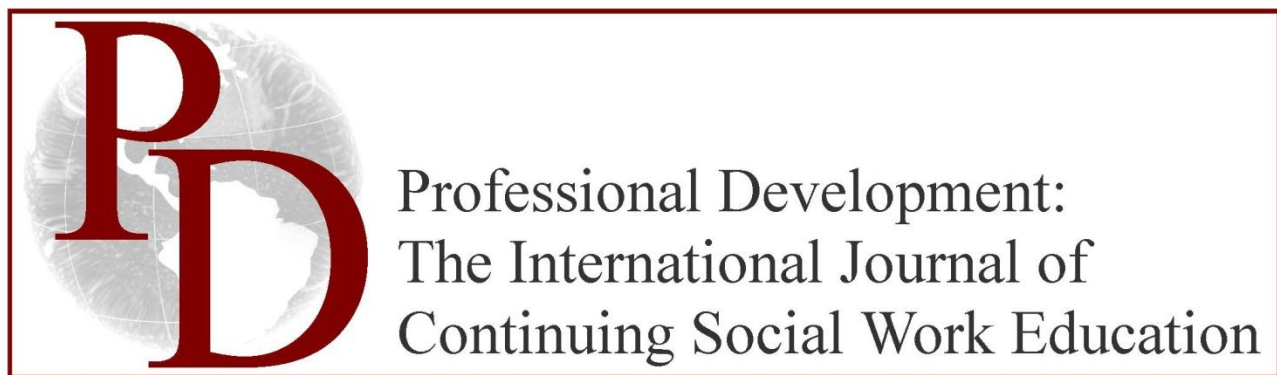 PD
Professional Development:
The International Journal of
Continuing Social Work Education